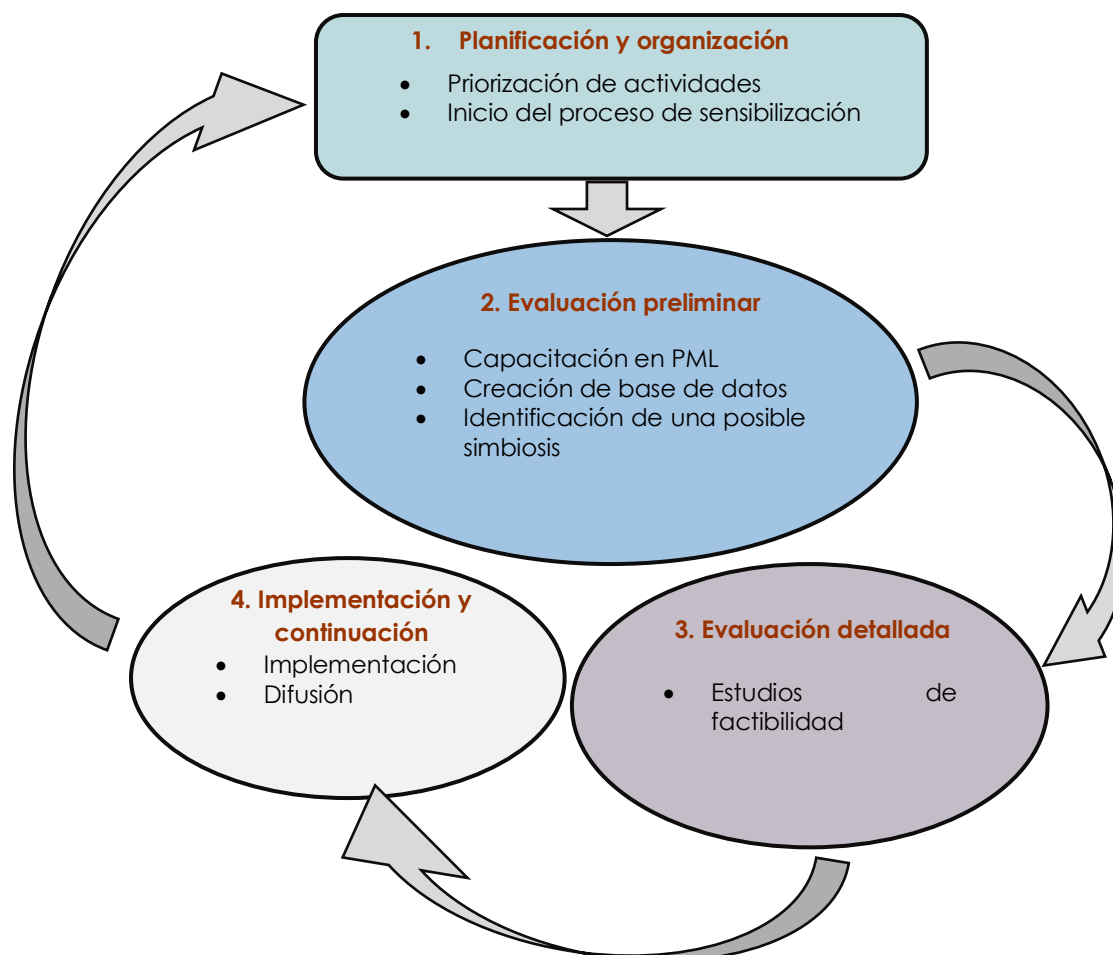 1. Planificación y organización
• Priorización de actividades
• Inicio del proceso de sensibilización
2. Evaluación preliminar
• Capacitación en PML
• Creación de base de datos
• Identificación de una posible
simbiosis
3. Evaluación detallada
• Estudios de
factibilidad
4. Implementación y
continuación
• Implementación
• Difusión